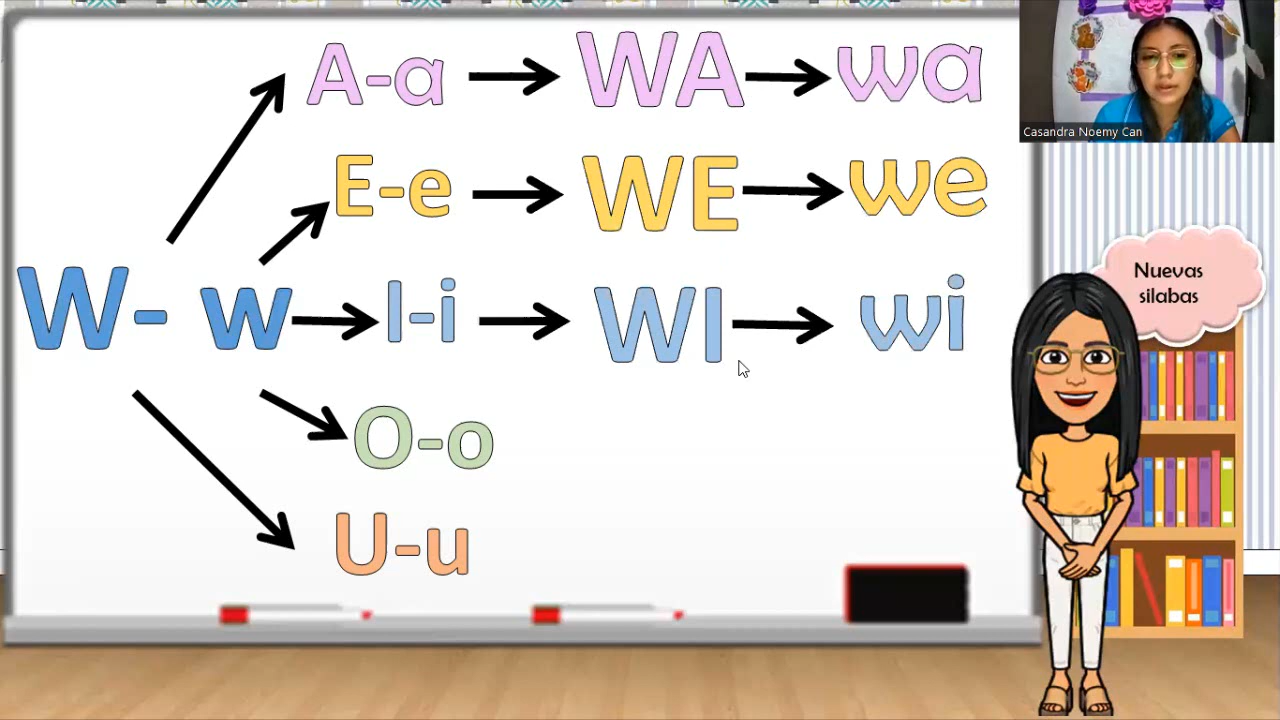 A-a WA wa
E-e WE we
W- w I-i WI wi
O-o
U-u
Casandra Noemy Can
Nuevas
silabas